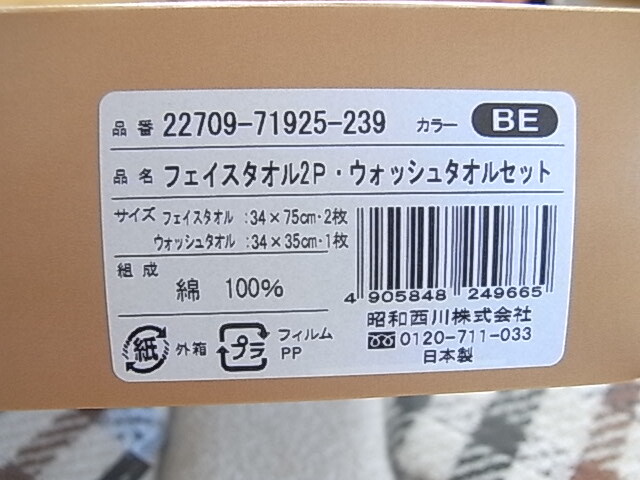 品番 22709-71925-239 カラー BE
品名 フェイスタオル2P・ウォッシュタオルセット
サイズ フェイスタオル :34×75cm・2枚
ウォッシュタオル :34×35cm・1枚
組成
綿 100%
4 905848 249665
昭和西川株式会社
0120-711-033
日本製
紙 外箱 プラ フィルム
PP